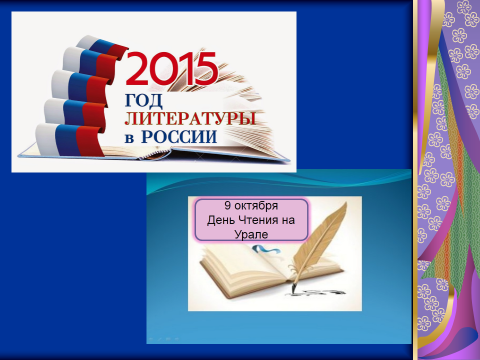 2015
ГОД
ЛИТЕРАТУРЫ
в РОССИИ
9 октября
День Чтения на
Урале